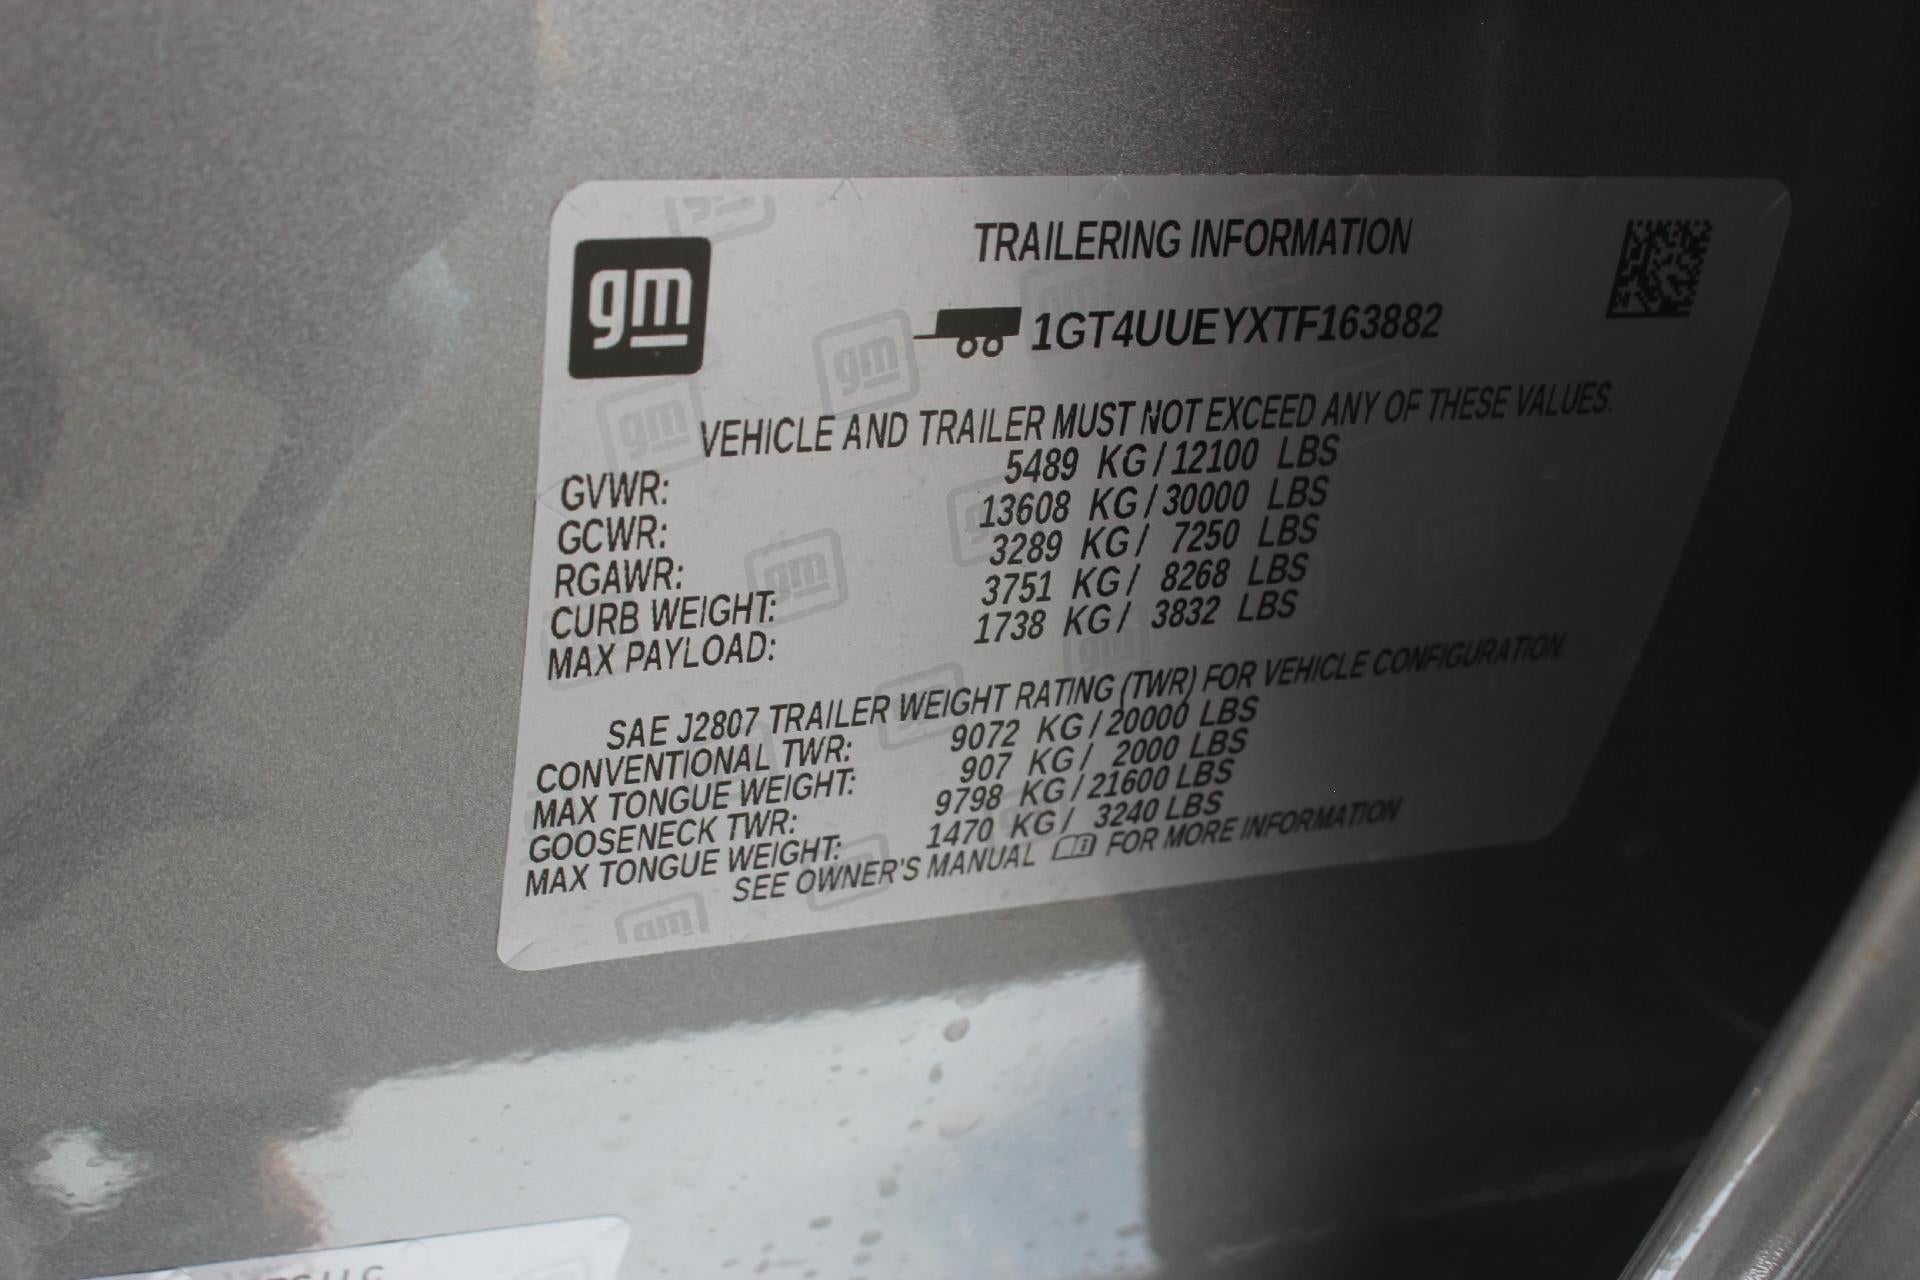 gm
TRAILERING INFORMATION
1GT4UUEYXTF163882
VEHICLE AND TRAILER MUST NOT EXCEED ANY OF THESE VALUES.
GVWR: 5489 KG / 12100 LBS
GCWR: 13608 KG / 30000 LBS
RGAWR: 3289 KG / 7250 LBS
CURB WEIGHT: 3751 KG / 8268 LBS
MAX PAYLOAD: 1738 KG / 3832 LBS
SAE J2807 TRAILER WEIGHT RATING (TWR) FOR VEHICLE CONFIGURATION.
CONVENTIONAL TWR: 9072 KG / 20000 LBS
MAX TONGUE WEIGHT: 907 KG / 2000 LBS
GOOSENECK TWR: 9798 KG / 21600 LBS
MAX TONGUE WEIGHT: 1470 KG / 3240 LBS
SEE OWNER'S MANUAL FOR MORE INFORMATION